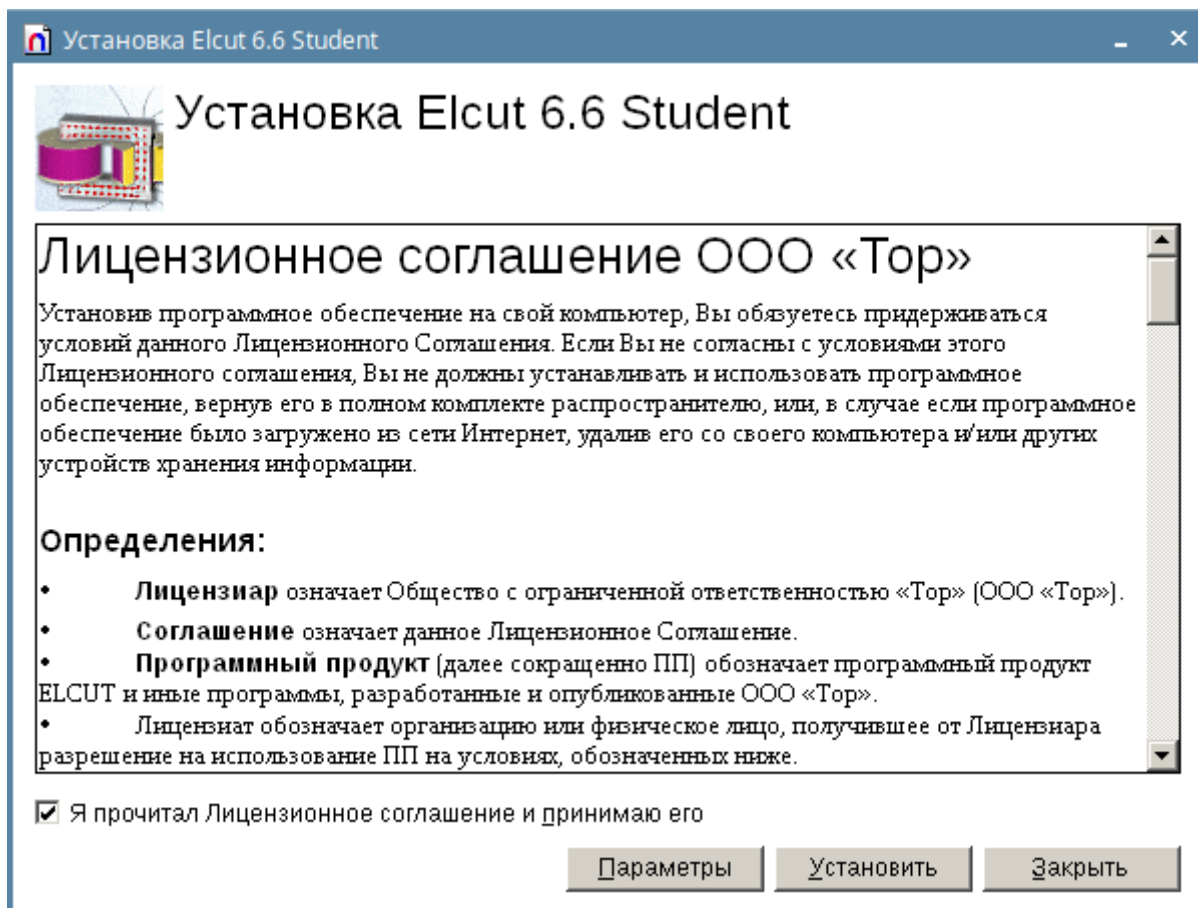 Установка Elcut 6.6 Student
Установка Elcut 6.6 Student
Лицензионное соглашение ООО «Тор»
Установив программное обеспечение на свой компьютер, Вы обязуетесь придерживаться
условий данного Лицензионного Соглашения. Если Вы не согласны с условиями этого
Лицензионного соглашения, Вы не должны устанавливать и использовать программное
обеспечение, вернув его в полном комплекте распространителю, или, в случае если программное
обеспечение было загружено из сети Интернет, удалив его со своего компьютера и/или других
устройств хранения информации.
Определения:
• Лицензиар означает Общество с ограниченной ответственностью «Тор» (ООО «Тор»).
• Соглашение означает данное Лицензионное Соглашение.
• Программный продукт (далее сокращенно ПП) обозначает программный продукт
ELCUT и иные программы, разработанные и опубликованные ООО «Тор».
• Лицензиат обозначает организацию или физическое лицо, получившее от Лицензиара
разрешение на использование ПП на условиях, обозначенных ниже.
Я прочитал Лицензионное соглашение и принимаю его
Параметры Установить Закрыть